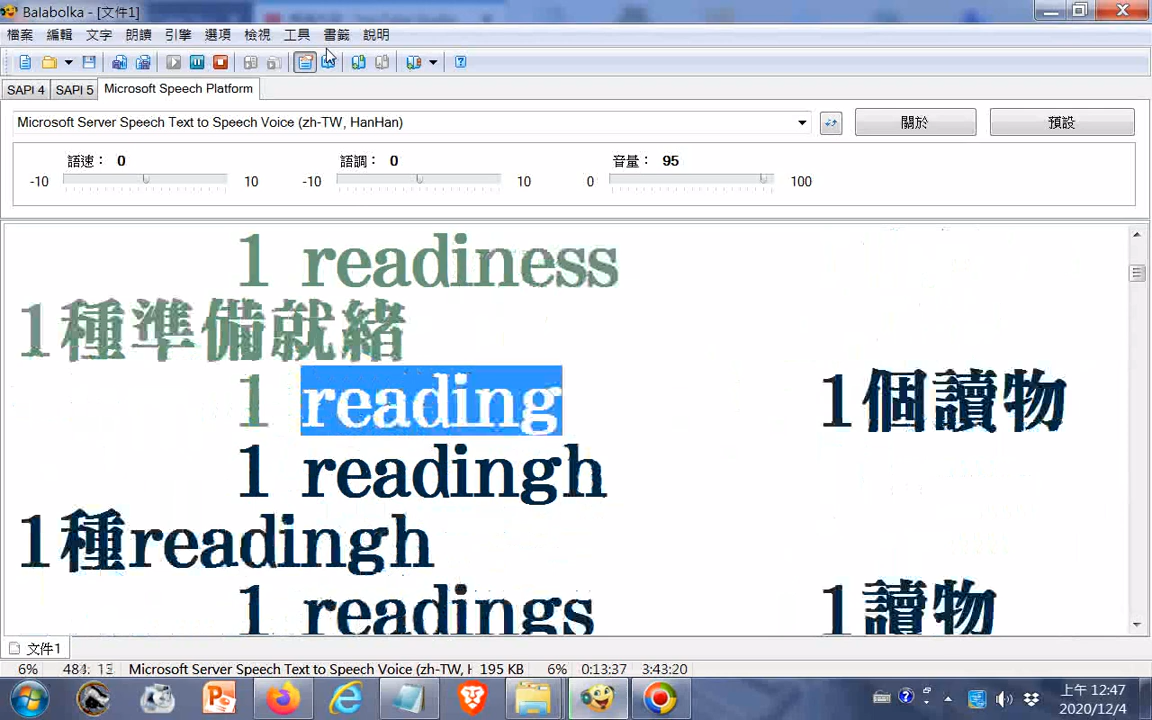 Balabolka - [文件1]
檔案 編輯 文字 朗讀 引擎 選項 檢視 工具 書籤 說明
SAPI 4 SAPI 5 Microsoft Speech Platform
Microsoft Server Speech Text to Speech Voice (zh-TW, HanHan) 關於 預設
語速： 0 語調： 0 音量： 95
-10 10 -10 10 0 100
1 readiness
1種準備就緒
1 reading 1個讀物
1 readingh
1種readingh
1 readings 1讀物
文件1
6% 484: 13 Microsoft Server Speech Text to Speech Voice (zh-TW, 195 KB 6% 0:13:37 3:43:20
上午 12:47
2020/12/4